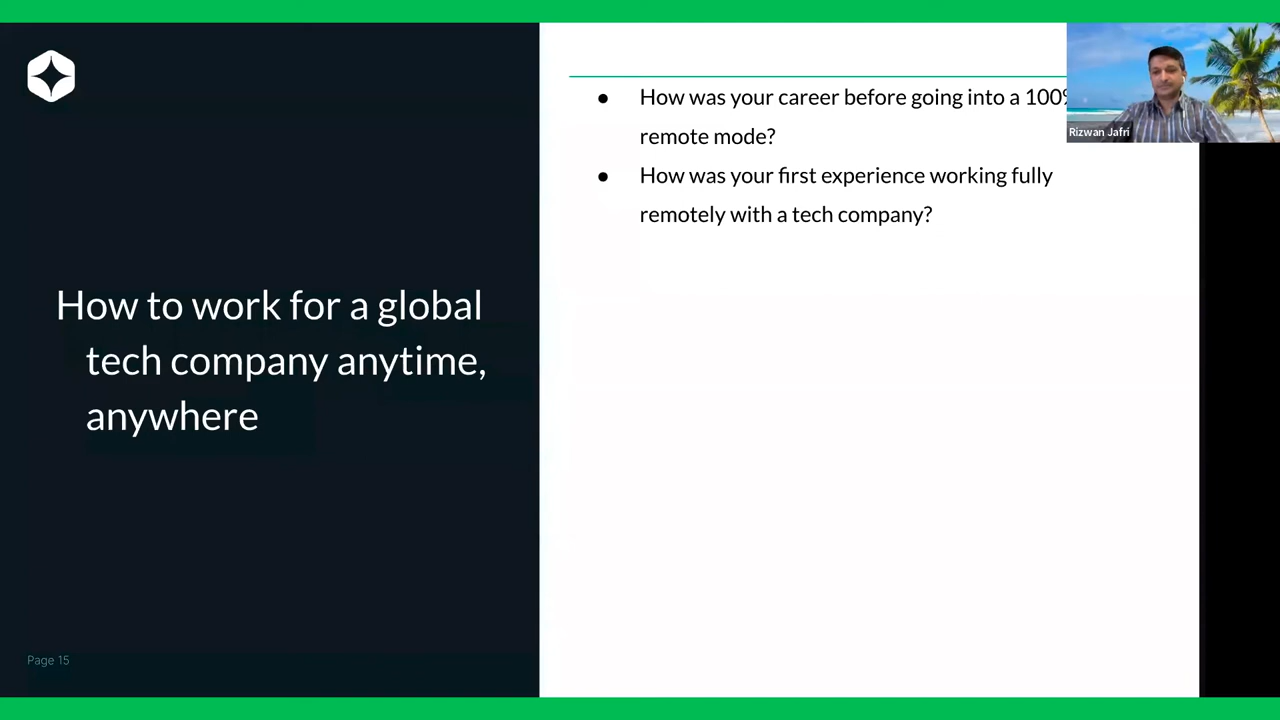 How to work for a global
tech company anytime,
anywhere
Page 15
● How was your career before going into a 100%
remote mode?
● How was your first experience working fully
remotely with a tech company?
Rizwan Jafri